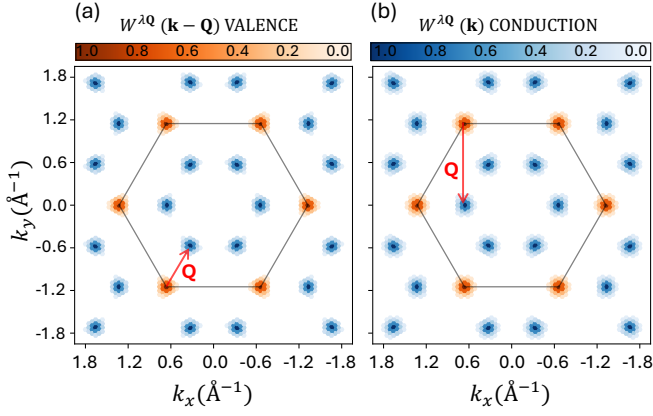 (a) W^λQ (k − Q) VALENCE
1.0 0.8 0.6 0.4 0.2 0.0
1.8
1.2
0.6
0.0
-0.6
-1.2
-1.8
k_y(Å⁻¹)
Q
1.8 1.2 0.6 0.0 -0.6 -1.2 -1.8
k_x(Å⁻¹)
(b) W^λQ (k) CONDUCTION
1.0 0.8 0.6 0.4 0.2 0.0
Q
1.8 1.2 0.6 0.0 -0.6 -1.2 -1.8
k_x(Å⁻¹)